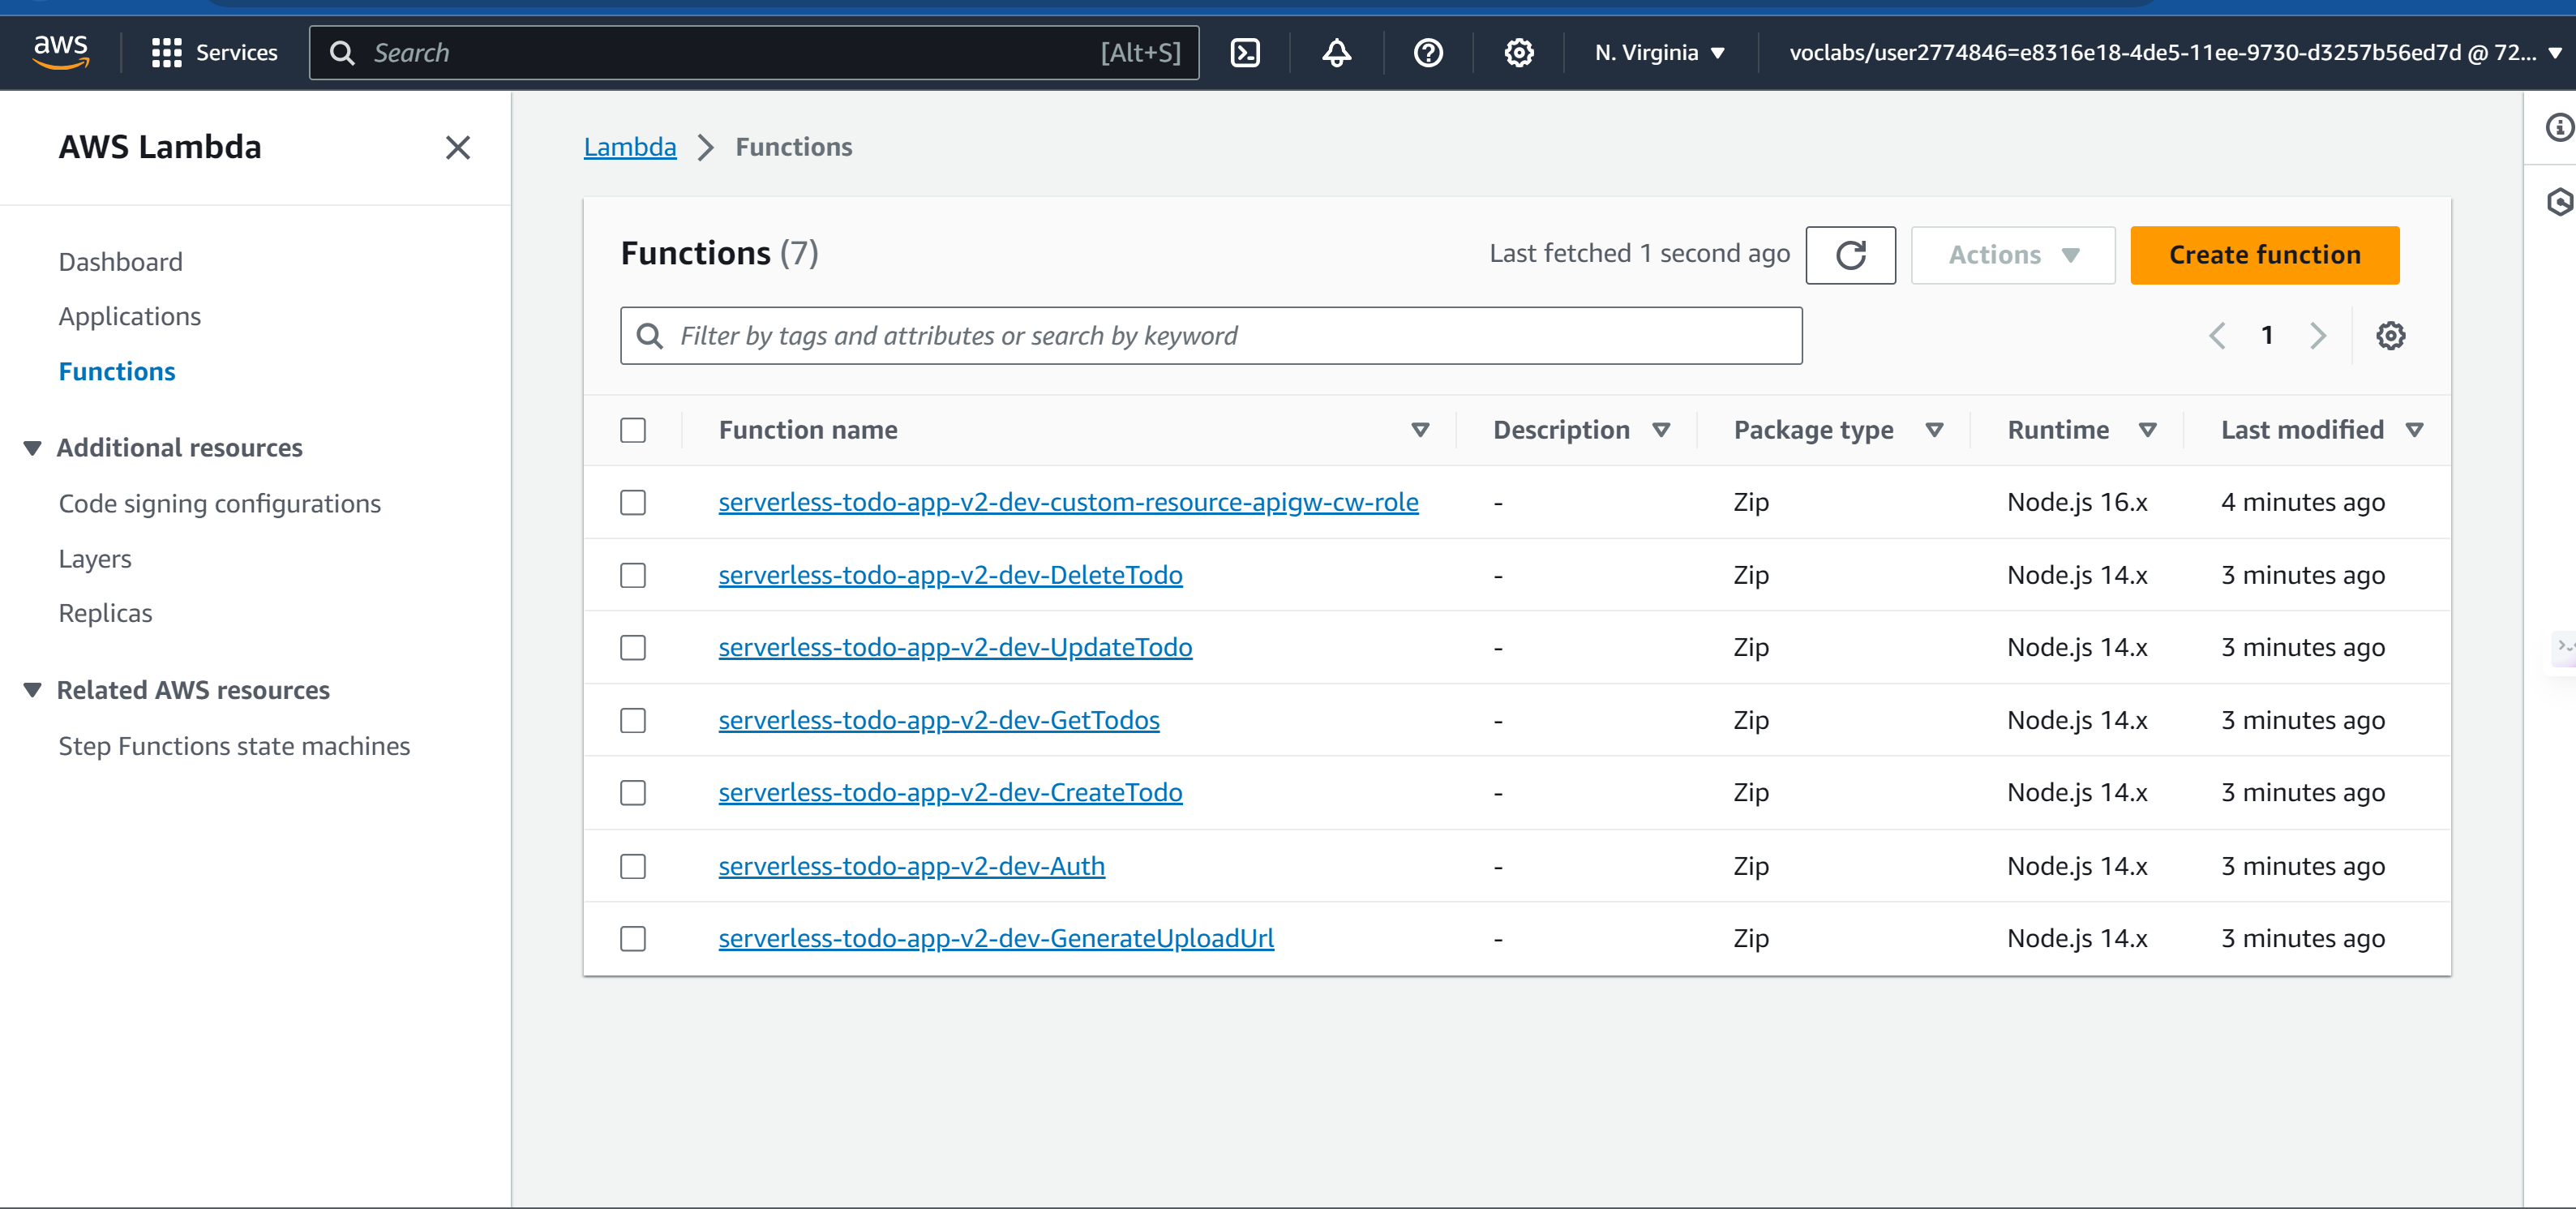 aws Services Search [Alt+S] N. Virginia voclabs/user2774846=e8316e18-4de5-11ee-9730-d3257b56ed7d @ 72...
AWS Lambda
Dashboard
Applications
Functions
Additional resources
Code signing configurations
Layers
Replicas
Related AWS resources
Step Functions state machines
Lambda Functions
Functions (7) Last fetched 1 second ago Actions Create function
Filter by tags and attributes or search by keyword 1
Function name Description Package type Runtime Last modified
serverless-todo-app-v2-dev-custom-resource-apigw-cw-role - Zip Node.js 16.x 4 minutes ago
serverless-todo-app-v2-dev-DeleteTodo - Zip Node.js 14.x 3 minutes ago
serverless-todo-app-v2-dev-UpdateTodo - Zip Node.js 14.x 3 minutes ago
serverless-todo-app-v2-dev-GetTodos - Zip Node.js 14.x 3 minutes ago
serverless-todo-app-v2-dev-CreateTodo - Zip Node.js 14.x 3 minutes ago
serverless-todo-app-v2-dev-Auth - Zip Node.js 14.x 3 minutes ago
serverless-todo-app-v2-dev-GenerateUploadUrl - Zip Node.js 14.x 3 minutes ago